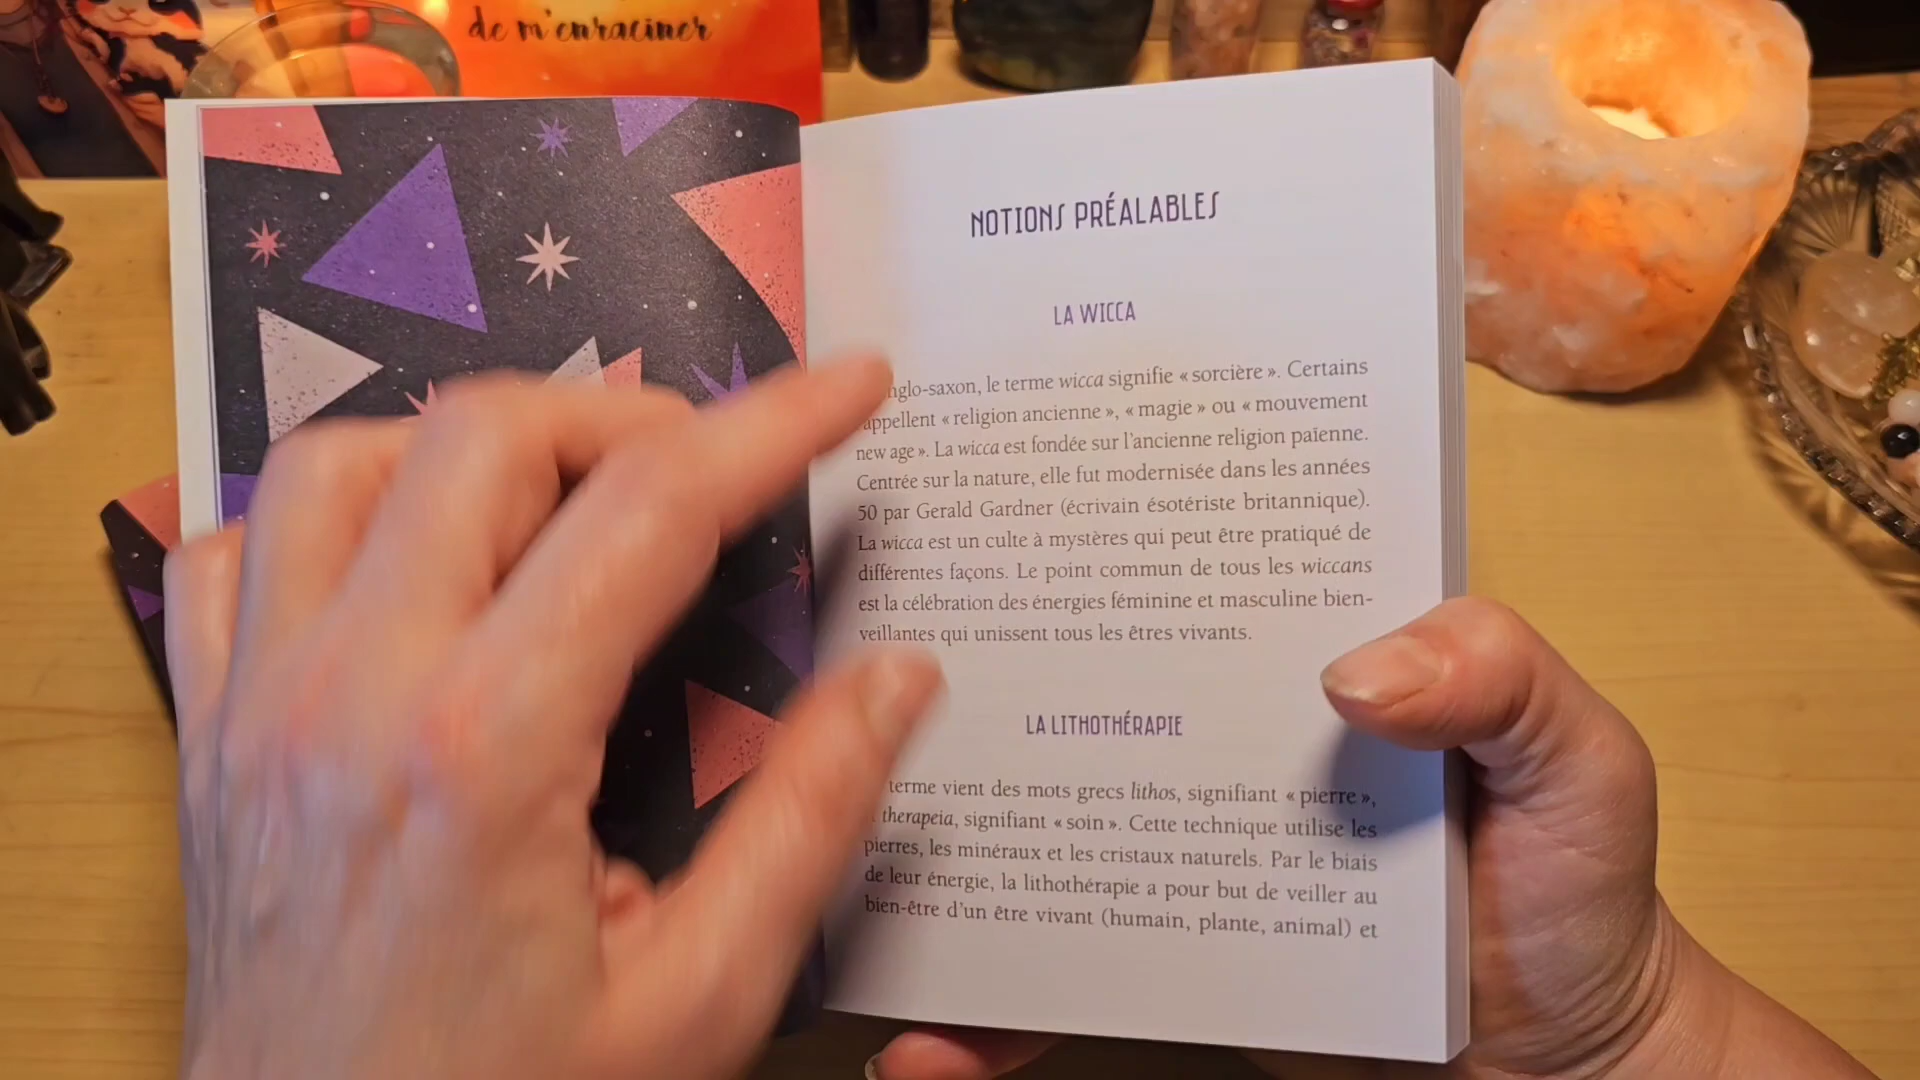 de m'enraciner
NOTIONS PRÉALABLES
LA WICCA
anglo-saxon, le terme wicca signifie « sorcière ». Certains
appellent « religion ancienne », « magie » ou « mouvement
new age ». La wicca est fondée sur l'ancienne religion païenne.
Centrée sur la nature, elle fut modernisée dans les années
50 par Gerald Gardner (écrivain ésotériste britannique).
La wicca est un culte à mystères qui peut être pratiqué de
différentes façons. Le point commun de tous les wiccans
est la célébration des énergies féminine et masculine bien-
veillantes qui unissent tous les êtres vivants.
LA LITHOTHÉRAPIE
terme vient des mots grecs lithos, signifiant « pierre »,
therapeia, signifiant « soin ». Cette technique utilise les
pierres, les minéraux et les cristaux naturels. Par le biais
de leur énergie, la lithothérapie a pour but de veiller au
bien-être d'un être vivant (humain, plante, animal) et